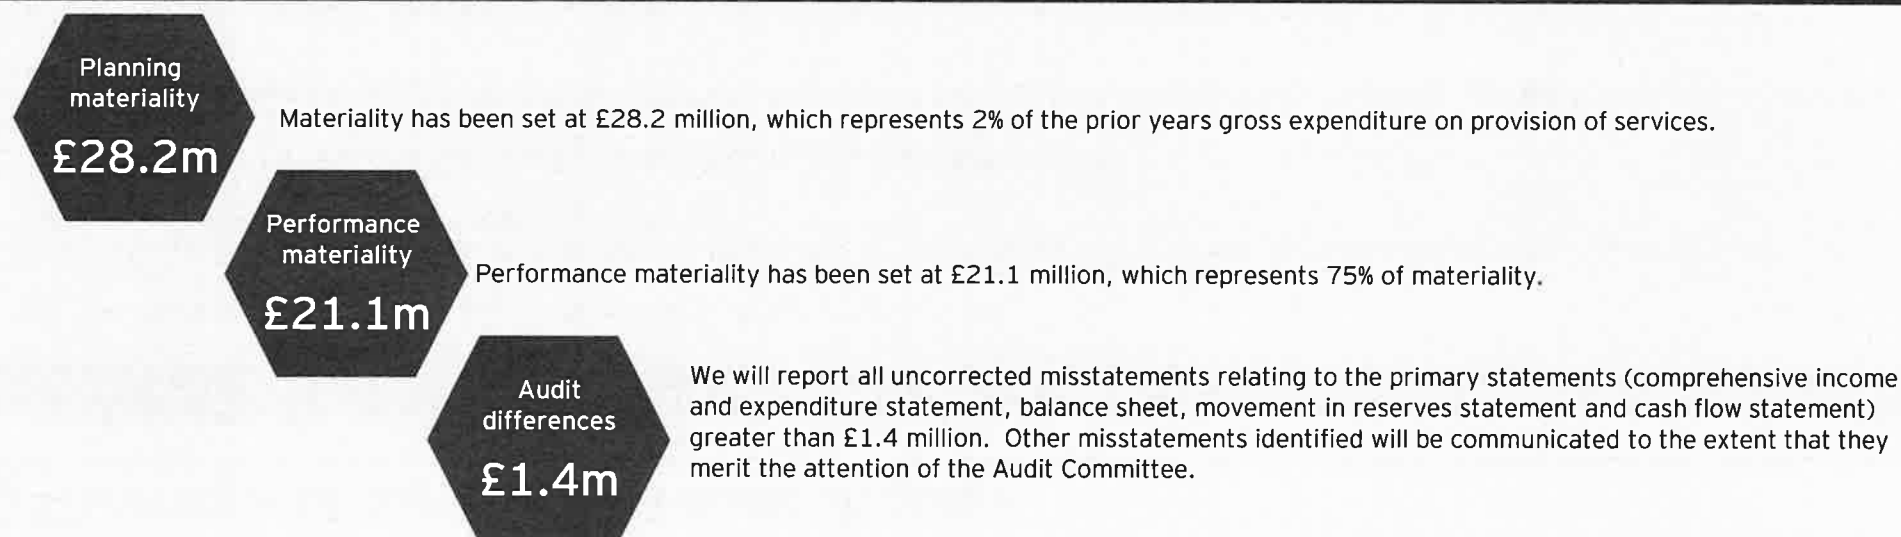 Planning
materiality
£28.2m
Materiality has been set at £28.2 million, which represents 2% of the prior years gross expenditure on provision of services.
Performance
materiality
£21.1m
Performance materiality has been set at £21.1 million, which represents 75% of materiality.
Audit
differences
£1.4m
We will report all uncorrected misstatements relating to the primary statements (comprehensive income
and expenditure statement, balance sheet, movement in reserves statement and cash flow statement)
greater than £1.4 million. Other misstatements identified will be communicated to the extent that they
merit the attention of the Audit Committee.